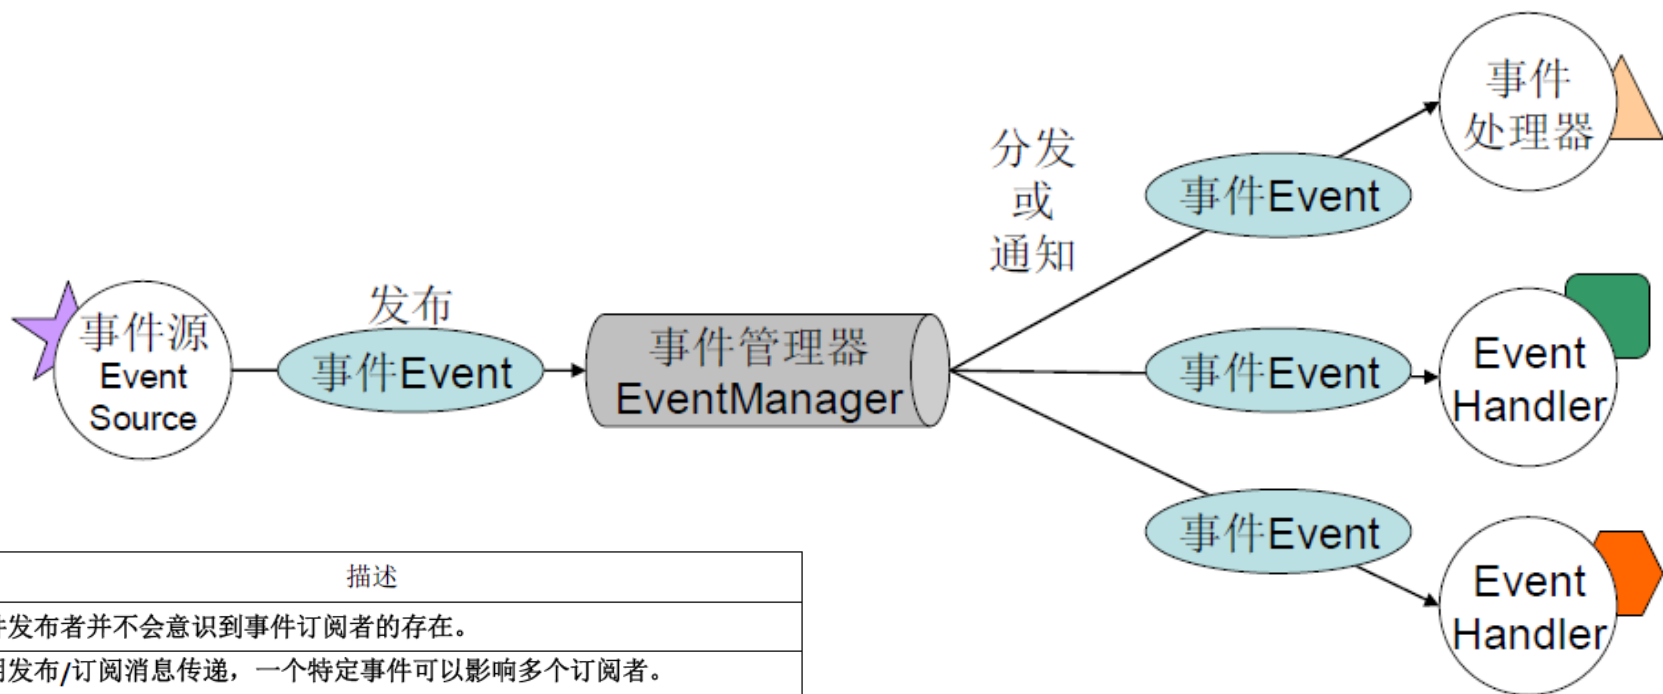 事件
处理器
分发
或
通知
事件Event
发布
事件源
Event
Source
事件Event
事件管理器
EventManager
事件Event
Event
Handler
事件Event
Event
Handler
描述
发布者并不会意识到事件订阅者的存在。
发布/订阅消息传递，一个特定事件可以影响多个订阅者。